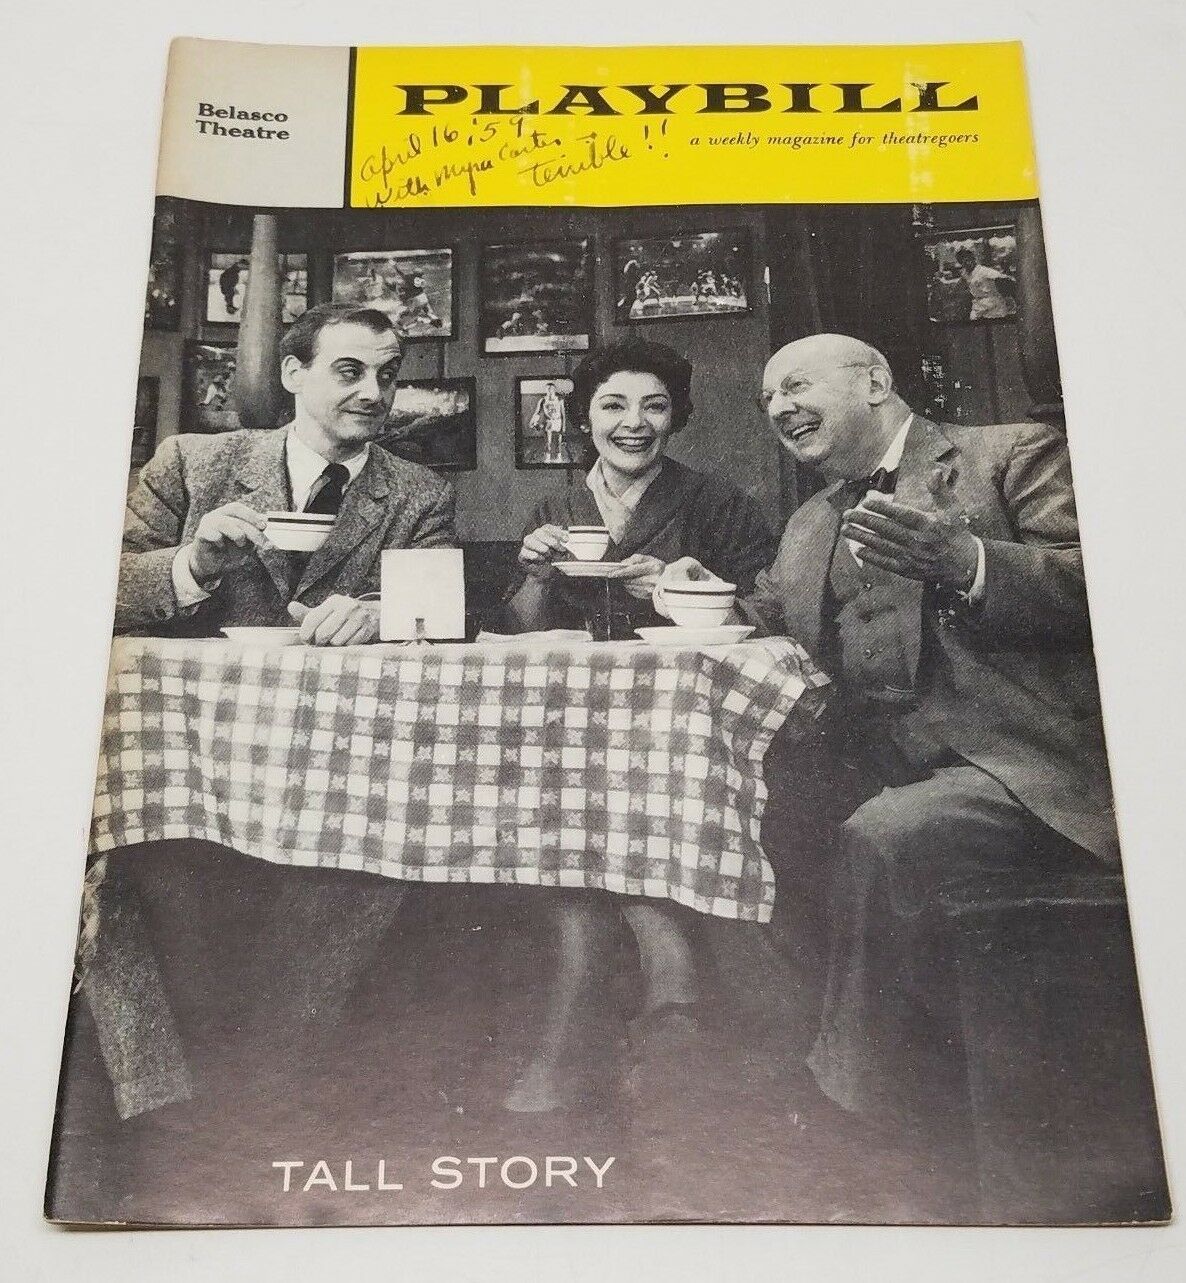 Belasco
Theatre
PLAYBILL
a weekly magazine for theatregoers
April 16, '59
With Myra Carter -
terrible!!
TALL STORY